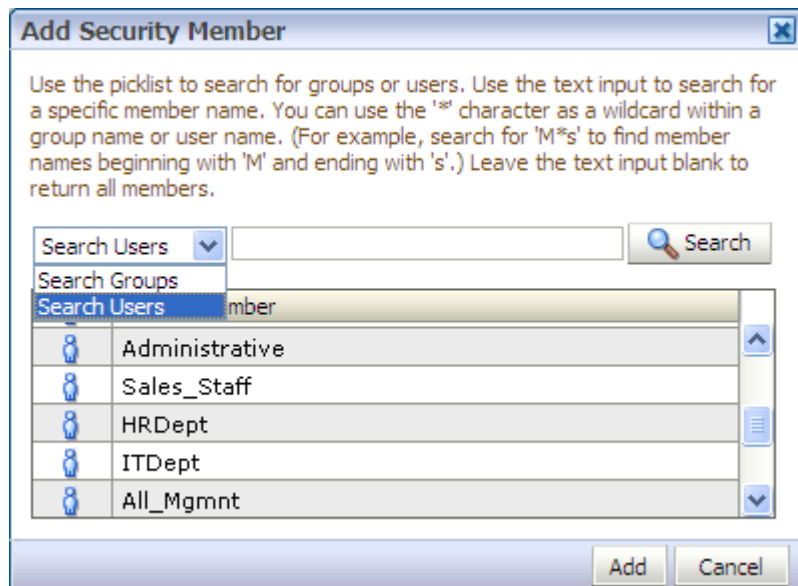 Add Security Member
Use the picklist to search for groups or users. Use the text input to search for
a specific member name. You can use the '*' character as a wildcard within a
group name or user name. (For example, search for 'M*s' to find member
names beginning with 'M' and ending with 's'.) Leave the text input blank to
return all members.
Search Users Search
Search Groups
Search Users mber
Administrative
Sales_Staff
HRDept
ITDept
All_Mgmnt
Add Cancel